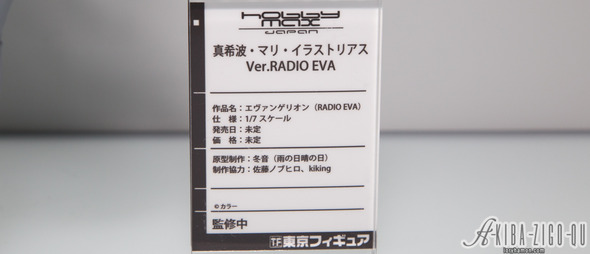 hobby
max
JAPAN
真希波・マリ・イラストリアス
Ver.RADIO EVA
作品名：エヴァンゲリオン（RADIO EVA）
仕　様：1/7 スケール
発売日：未定
価　格：未定
原型制作：冬音（雨の日晴の日）
制作協力：佐藤ノブヒロ、kiking
© カラー
監修中
TF 東京フィギュア
AKIBA-ZIGO-QU